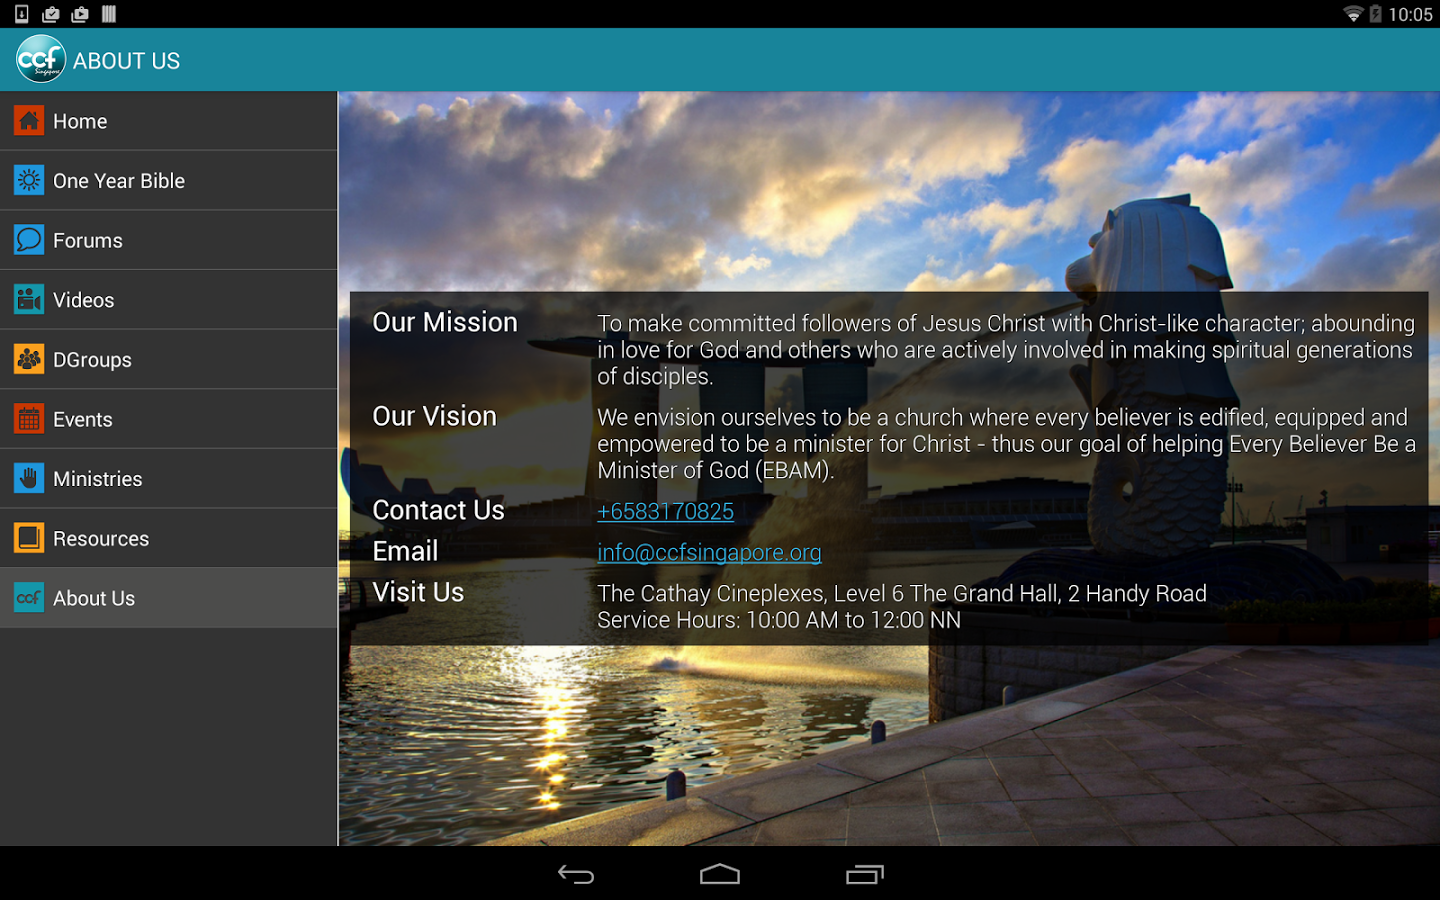 10:05
ccf
Singapore
ABOUT US
Home
One Year Bible
Forums
Videos
DGroups
Events
Ministries
Resources
ccf
About Us
Our Mission
To make committed followers of Jesus Christ with Christ-like character; abounding
in love for God and others who are actively involved in making spiritual generations
of disciples.
Our Vision
We envision ourselves to be a church where every believer is edified, equipped and
empowered to be a minister for Christ - thus our goal of helping Every Believer Be a
Minister of God (EBAM).
Contact Us
+6583170825
Email
info@ccfsingapore.org
Visit Us
The Cathay Cineplexes, Level 6 The Grand Hall, 2 Handy Road
Service Hours: 10:00 AM to 12:00 NN